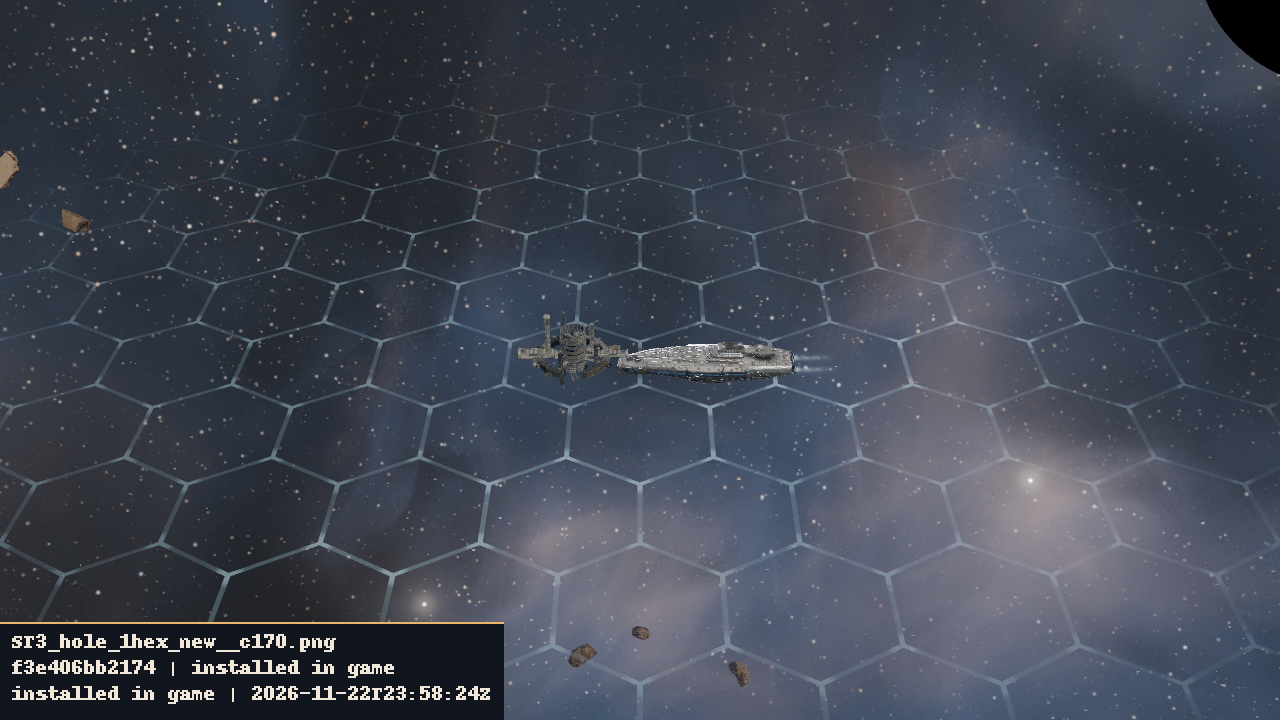 sr3_hole_1hex_new__c170.png
f3e406bb2174 | installed in game
installed in game | 2026-11-22T23:58:24z